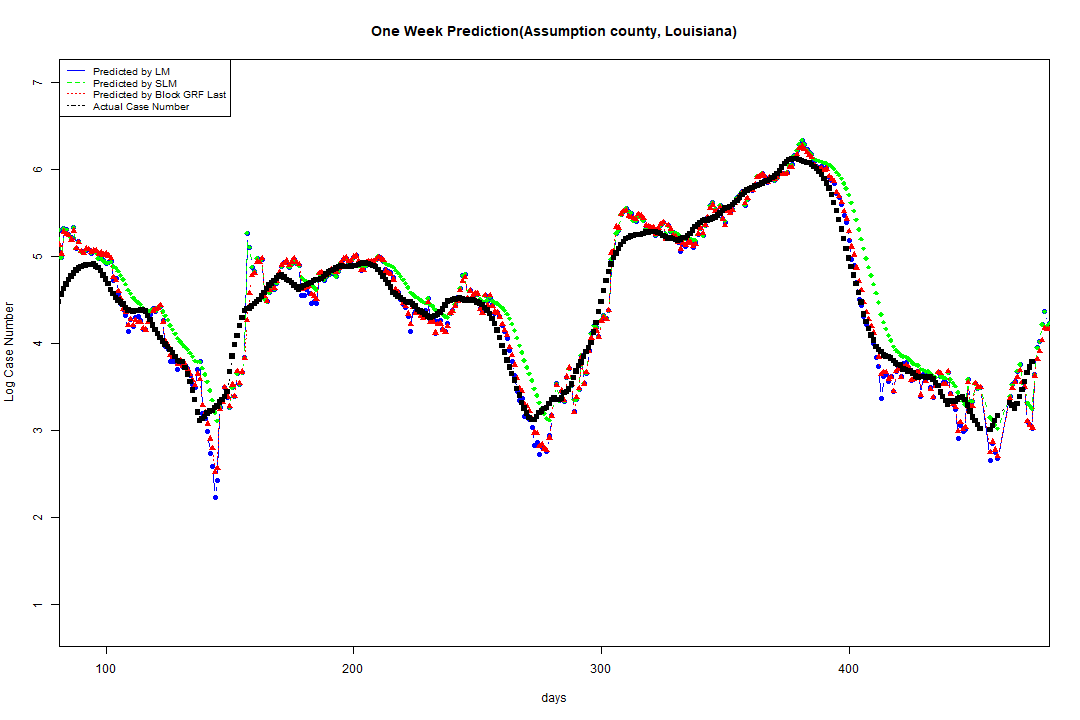 One Week Prediction(Assumption county, Louisiana)
Predicted by LM
Predicted by SLM
Predicted by Block GRF Last
Actual Case Number
7
6
5
4
3
2
1
Log Case Number
100 200 300 400
days